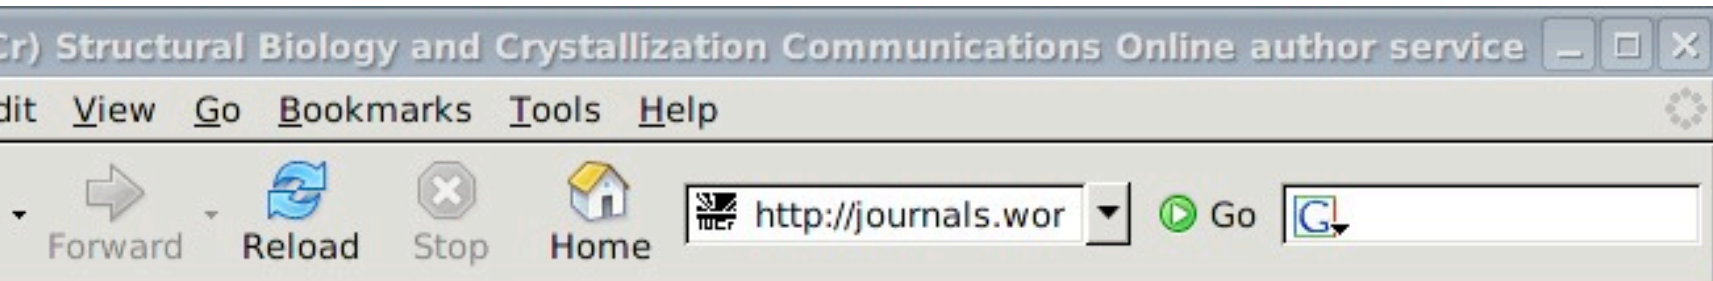 Cr) Structural Biology and Crystallization Communications Online author service
dit View Go Bookmarks Tools Help
Forward Reload Stop Home http://journals.wor Go G